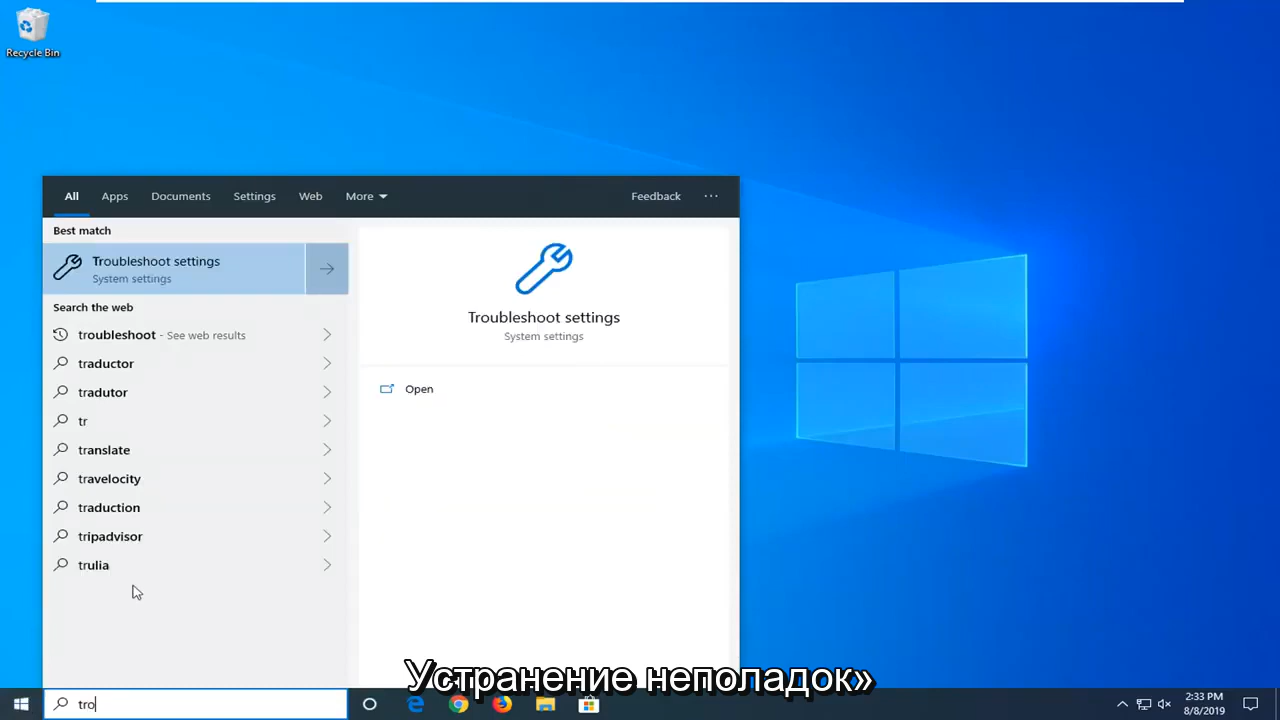 Recycle Bin
All Apps Documents Settings Web More Feedback ...
Best match
Troubleshoot settings
System settings
Search the web
troubleshoot - See web results
traductor
tradutor
tr
translate
travelocity
traduction
tripadvisor
trulia
Troubleshoot settings
System settings
Open
Устранение неполадок»
tro
2:33 PM
8/8/2019